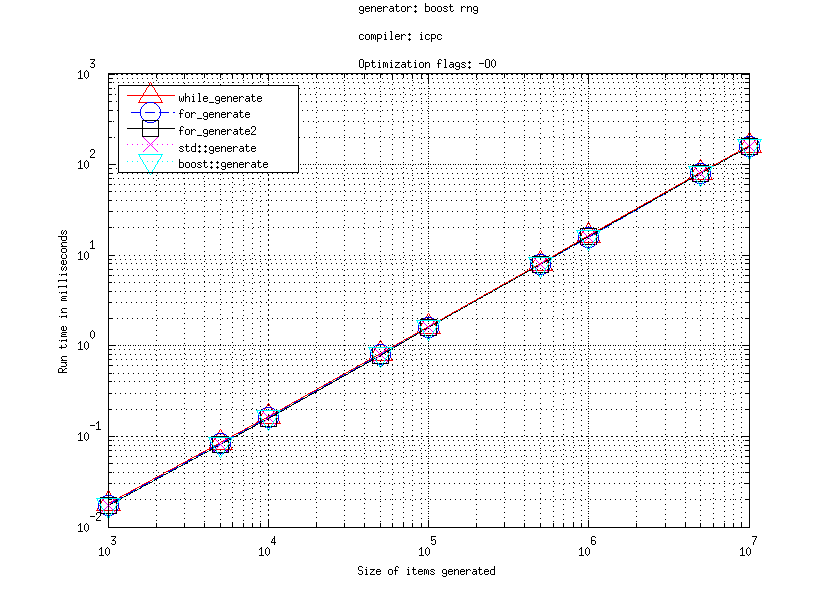 generator: boost rng
compiler: icpc
Optimization flags: -O0
while_generate
for_generate
for_generate2
std::generate
boost::generate
Run time in milliseconds
10^3
10^2
10^1
10^0
10^-1
10^-2
10^3 10^4 10^5 10^6 10^7
Size of items generated